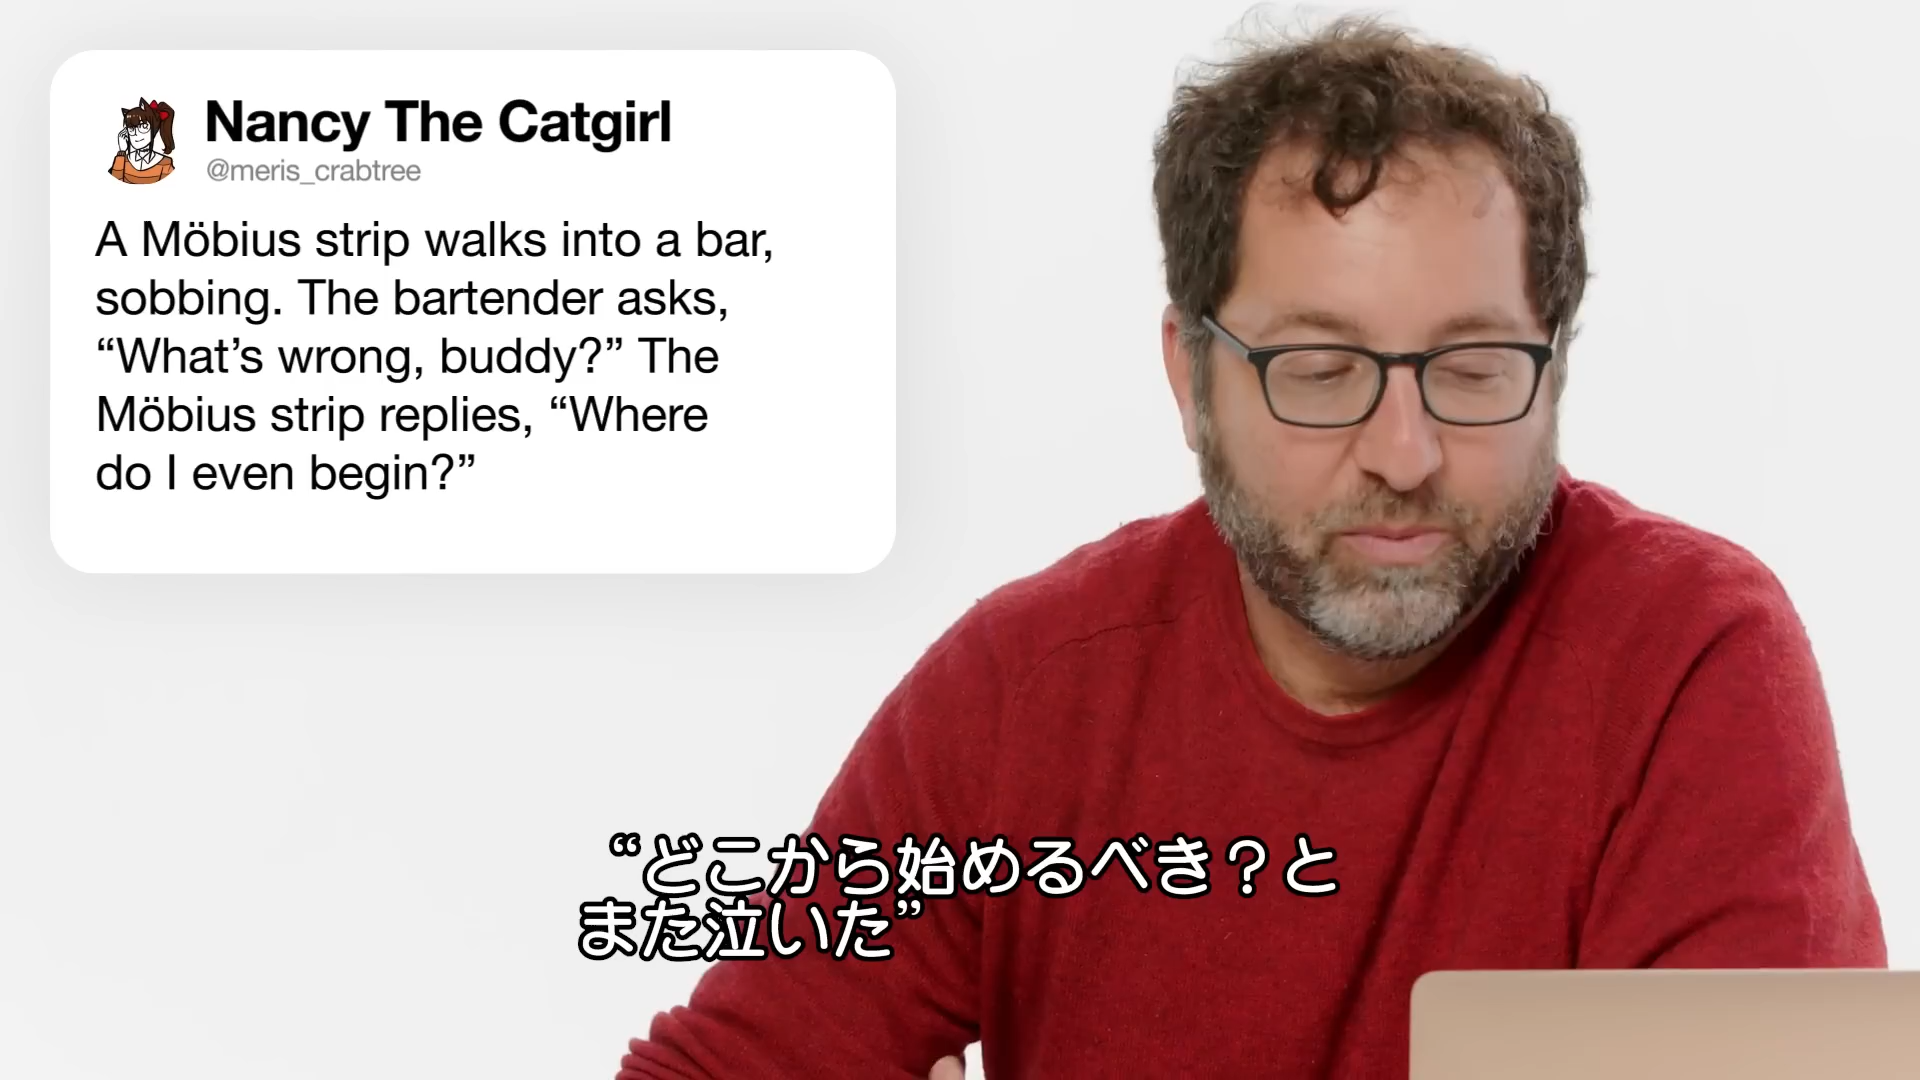 Nancy The Catgirl
@meris_crabtree
A Möbius strip walks into a bar,
sobbing. The bartender asks,
“What’s wrong, buddy?” The
Möbius strip replies, “Where
do I even begin?”
“どこから始めるべき？と
また泣いた”